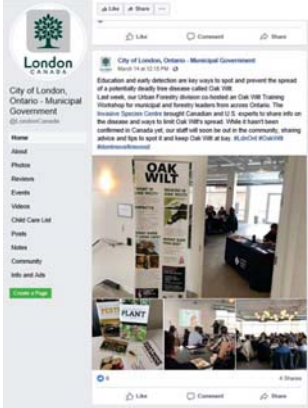 Like Share
London
CANADA
City of London,
Ontario - Municipal
Government
@LondonCanada
Home
About
Photos
Reviews
Events
Videos
Child Care List
Posts
Notes
Community
Info and Ads
Create a Page
Like Comment Share
City of London, Ontario - Municipal Government
March 14 at 12:15 PM
Education and early detection are key ways to spot and prevent the spread
of a potentially deadly tree disease called Oak Wilt.
Last week, our Urban Forestry division co-hosted an Oak Wilt Training
Workshop for municipal and forestry leaders from across Ontario. The
Invasive Species Centre brought Canadian and U.S. experts to share info on
the disease and ways to limit Oak Wilt's spread. While it hasn't been
confirmed in Canada yet, our staff will soon be out in the community, sharing
advice and tips to spot it and keep Oak Wilt at bay. #LdnOnt #OakWilt
#dontmovefirewood
OAK
WILT
PEST
PLANT
6
4 Shares
Like Comment Share